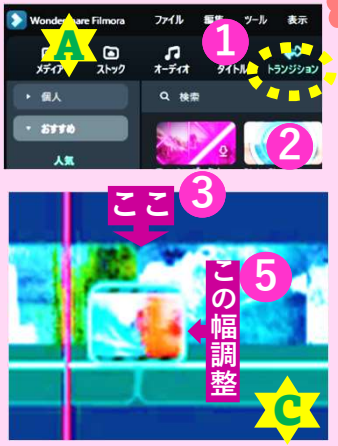 Wondershare Filmora ファイル 編集 ツール 表示
A
1
メディア ストック オーディオ タイトル トランジション
個人
検索
おすすめ
人気
2
ここ
3
5
この幅調整
C